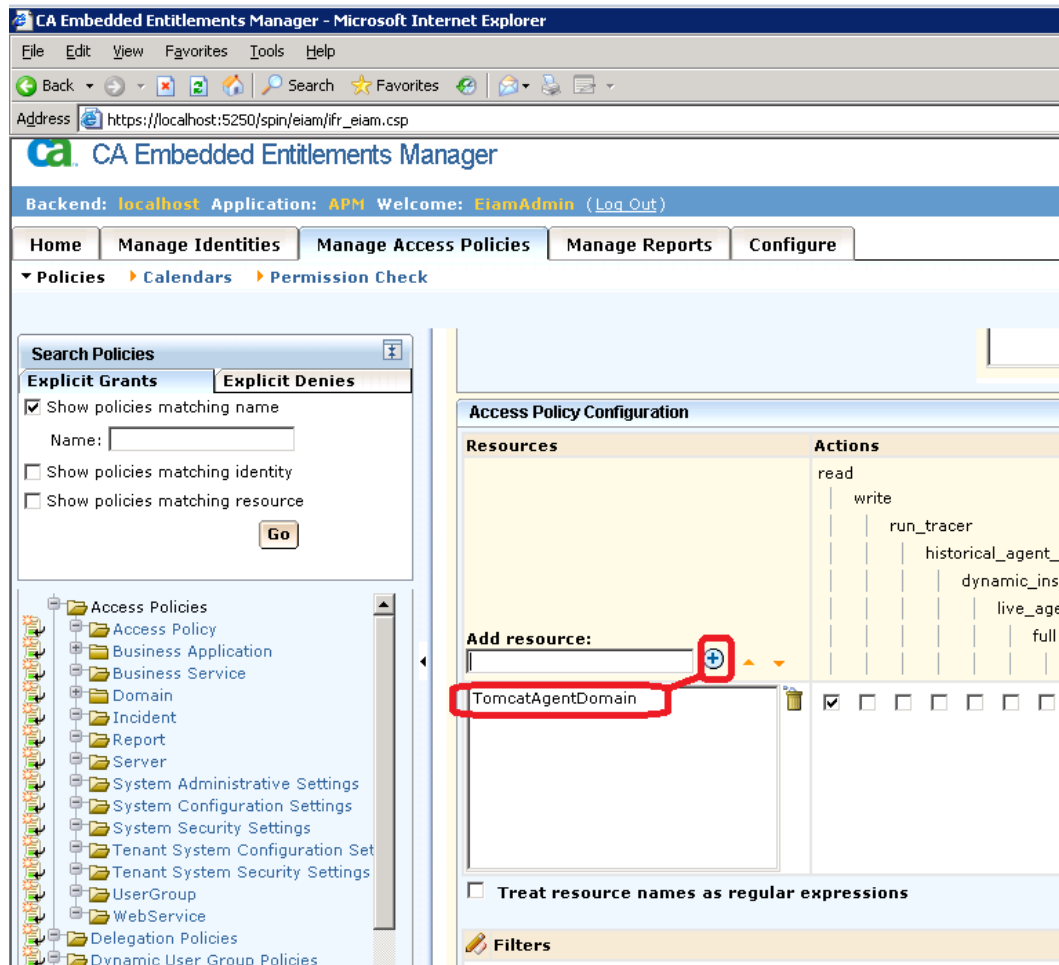 CA Embedded Entitlements Manager - Microsoft Internet Explorer
File Edit View Favorites Tools Help
Back Search Favorites
Address https://localhost:5250/spin/eiam/ifr_eiam.csp
ca CA Embedded Entitlements Manager
Backend: localhost Application: APM Welcome: EiamAdmin (Log Out)
Home Manage Identities Manage Access Policies Manage Reports Configure
Policies Calendars Permission Check
Search Policies
Explicit Grants Explicit Denies
Show policies matching name
Name:
Show policies matching identity
Show policies matching resource
Go
Access Policies
Access Policy
Business Application
Business Service
Domain
Incident
Report
Server
System Administrative Settings
System Configuration Settings
System Security Settings
Tenant System Configuration Set
Tenant System Security Settings
UserGroup
WebService
Delegation Policies
Dynamic User Group Policies
Access Policy Configuration
Resources Actions
read
write
run_tracer
historical_agent_
dynamic_ins
live_age
full
Add resource:
TomcatAgentDomain
Treat resource names as regular expressions
Filters